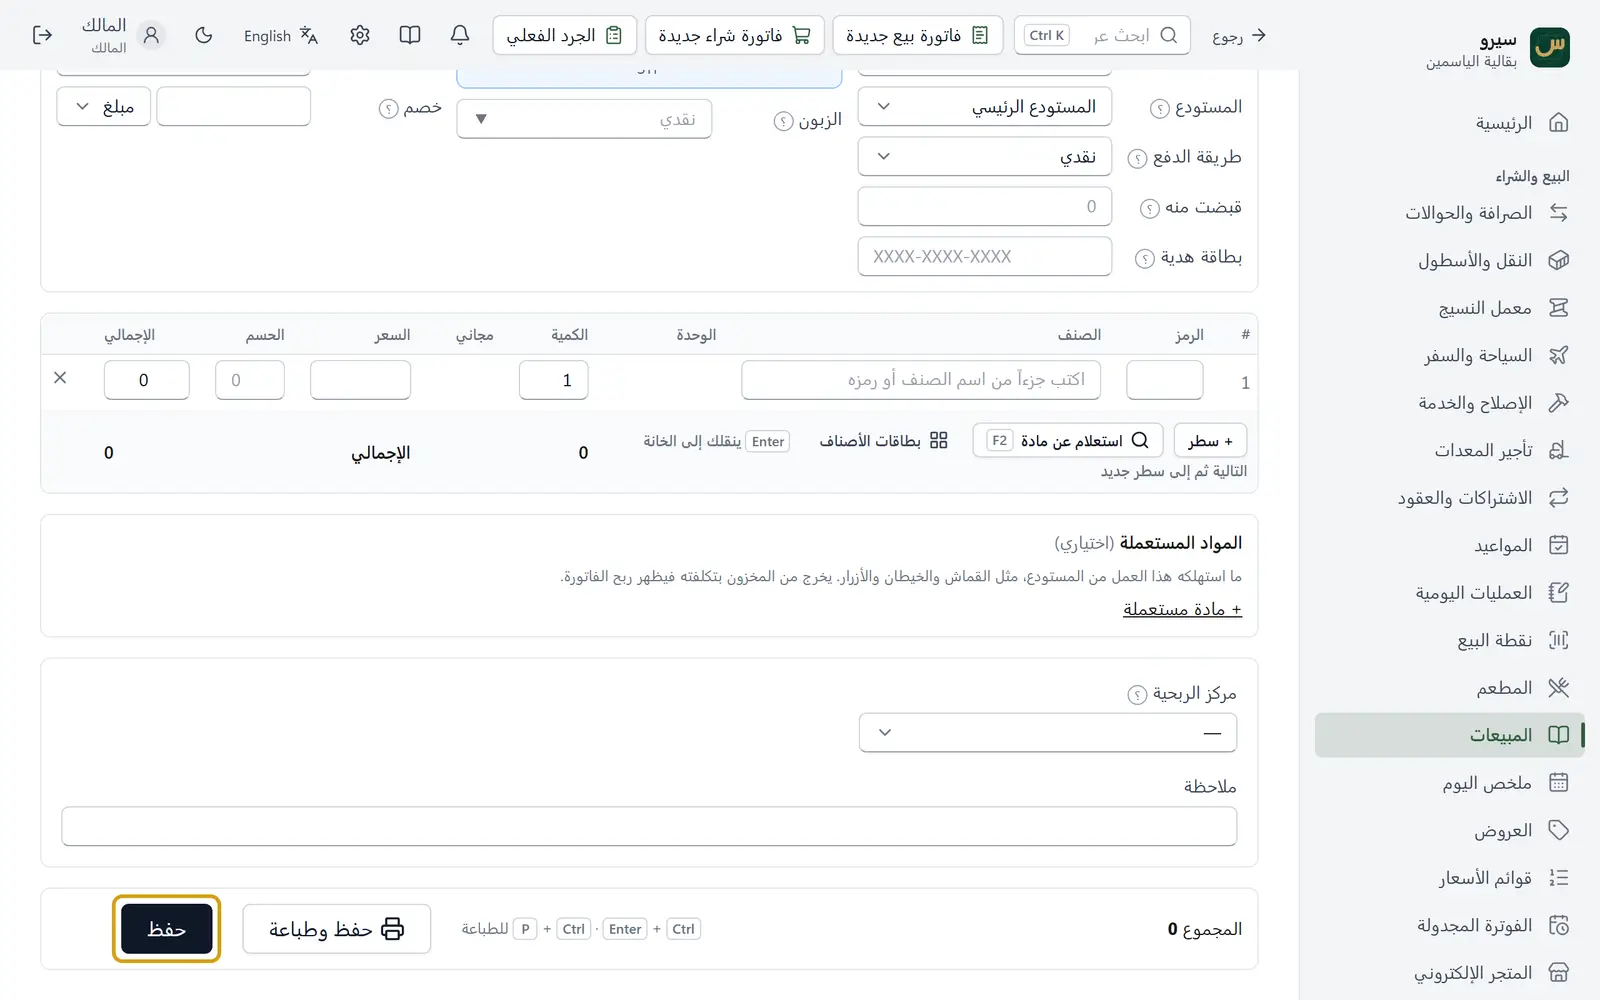 سيرو
بقالية الياسمين
الرئيسية
البيع والشراء
الصرافة والحوالات
النقل والأسطول
معمل النسيج
السياحة والسفر
الإصلاح والخدمة
تأجير المعدات
الاشتراكات والعقود
المواعيد
العمليات اليومية
نقطة البيع
المطعم
المبيعات
ملخص اليوم
العروض
قوائم الأسعار
الفوترة المجدولة
المتجر الإلكتروني
رجوع
ابحث عر Ctrl K
فاتورة بيع جديدة
فاتورة شراء جديدة
الجرد الفعلي
English
المالك
المالك
المستودع ؟ المستودع الرئيسي
الزبون ؟ نقدي
خصم ؟ مبلغ
طريقة الدفع ؟ نقدي
قبضت منه ؟ 0
بطاقة هدية ؟ XXXX-XXXX-XXXX
# الرمز الصنف الوحدة الكمية مجاني السعر الحسم الإجمالي
1 اكتب جزءاً من اسم الصنف أو رمزه 1 0 0
+ سطر استعلام عن مادة F2 بطاقات الأصناف Enter ينقلك إلى الخانة
التالية ثم إلى سطر جديد
0 الإجمالي 0
المواد المستعملة (اختياري)
ما استهلكه هذا العمل من المستودع، مثل القماش والخيطان والأزرار. يخرج من المخزون بتكلفته فيظهر ربح الفاتورة.
+ مادة مستعملة
مركز الربحية ؟
—
ملاحظة
المجموع 0
Ctrl + Enter · Ctrl + P للطباعة
حفظ وطباعة
حفظ